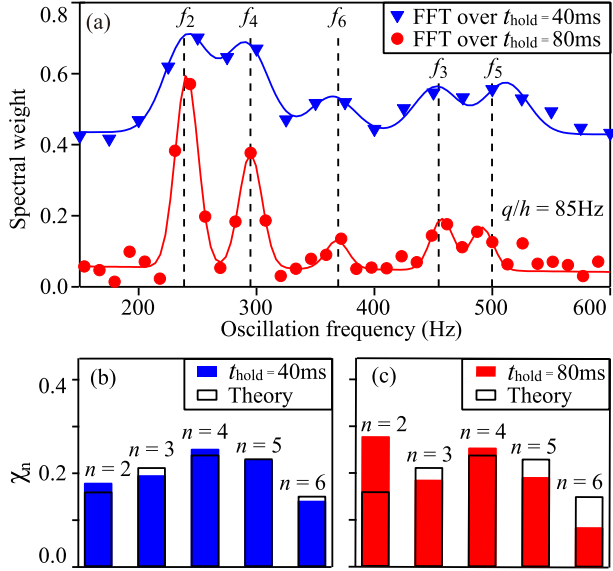 0.8
(a)
f2
f4
f6
FFT over thold = 40ms
FFT over thold = 80ms
0.6
f3
f5
Spectral weight
0.4
0.2
q/h = 85Hz
0.0
200
300
400
500
600
Oscillation frequency (Hz)
0.4
(b)
thold = 40ms
Theory
n = 2
n = 3
n = 4
n = 5
n = 6
χn
0.2
0.0
(c)
thold = 80ms
Theory
n = 2
n = 3
n = 4
n = 5
n = 6